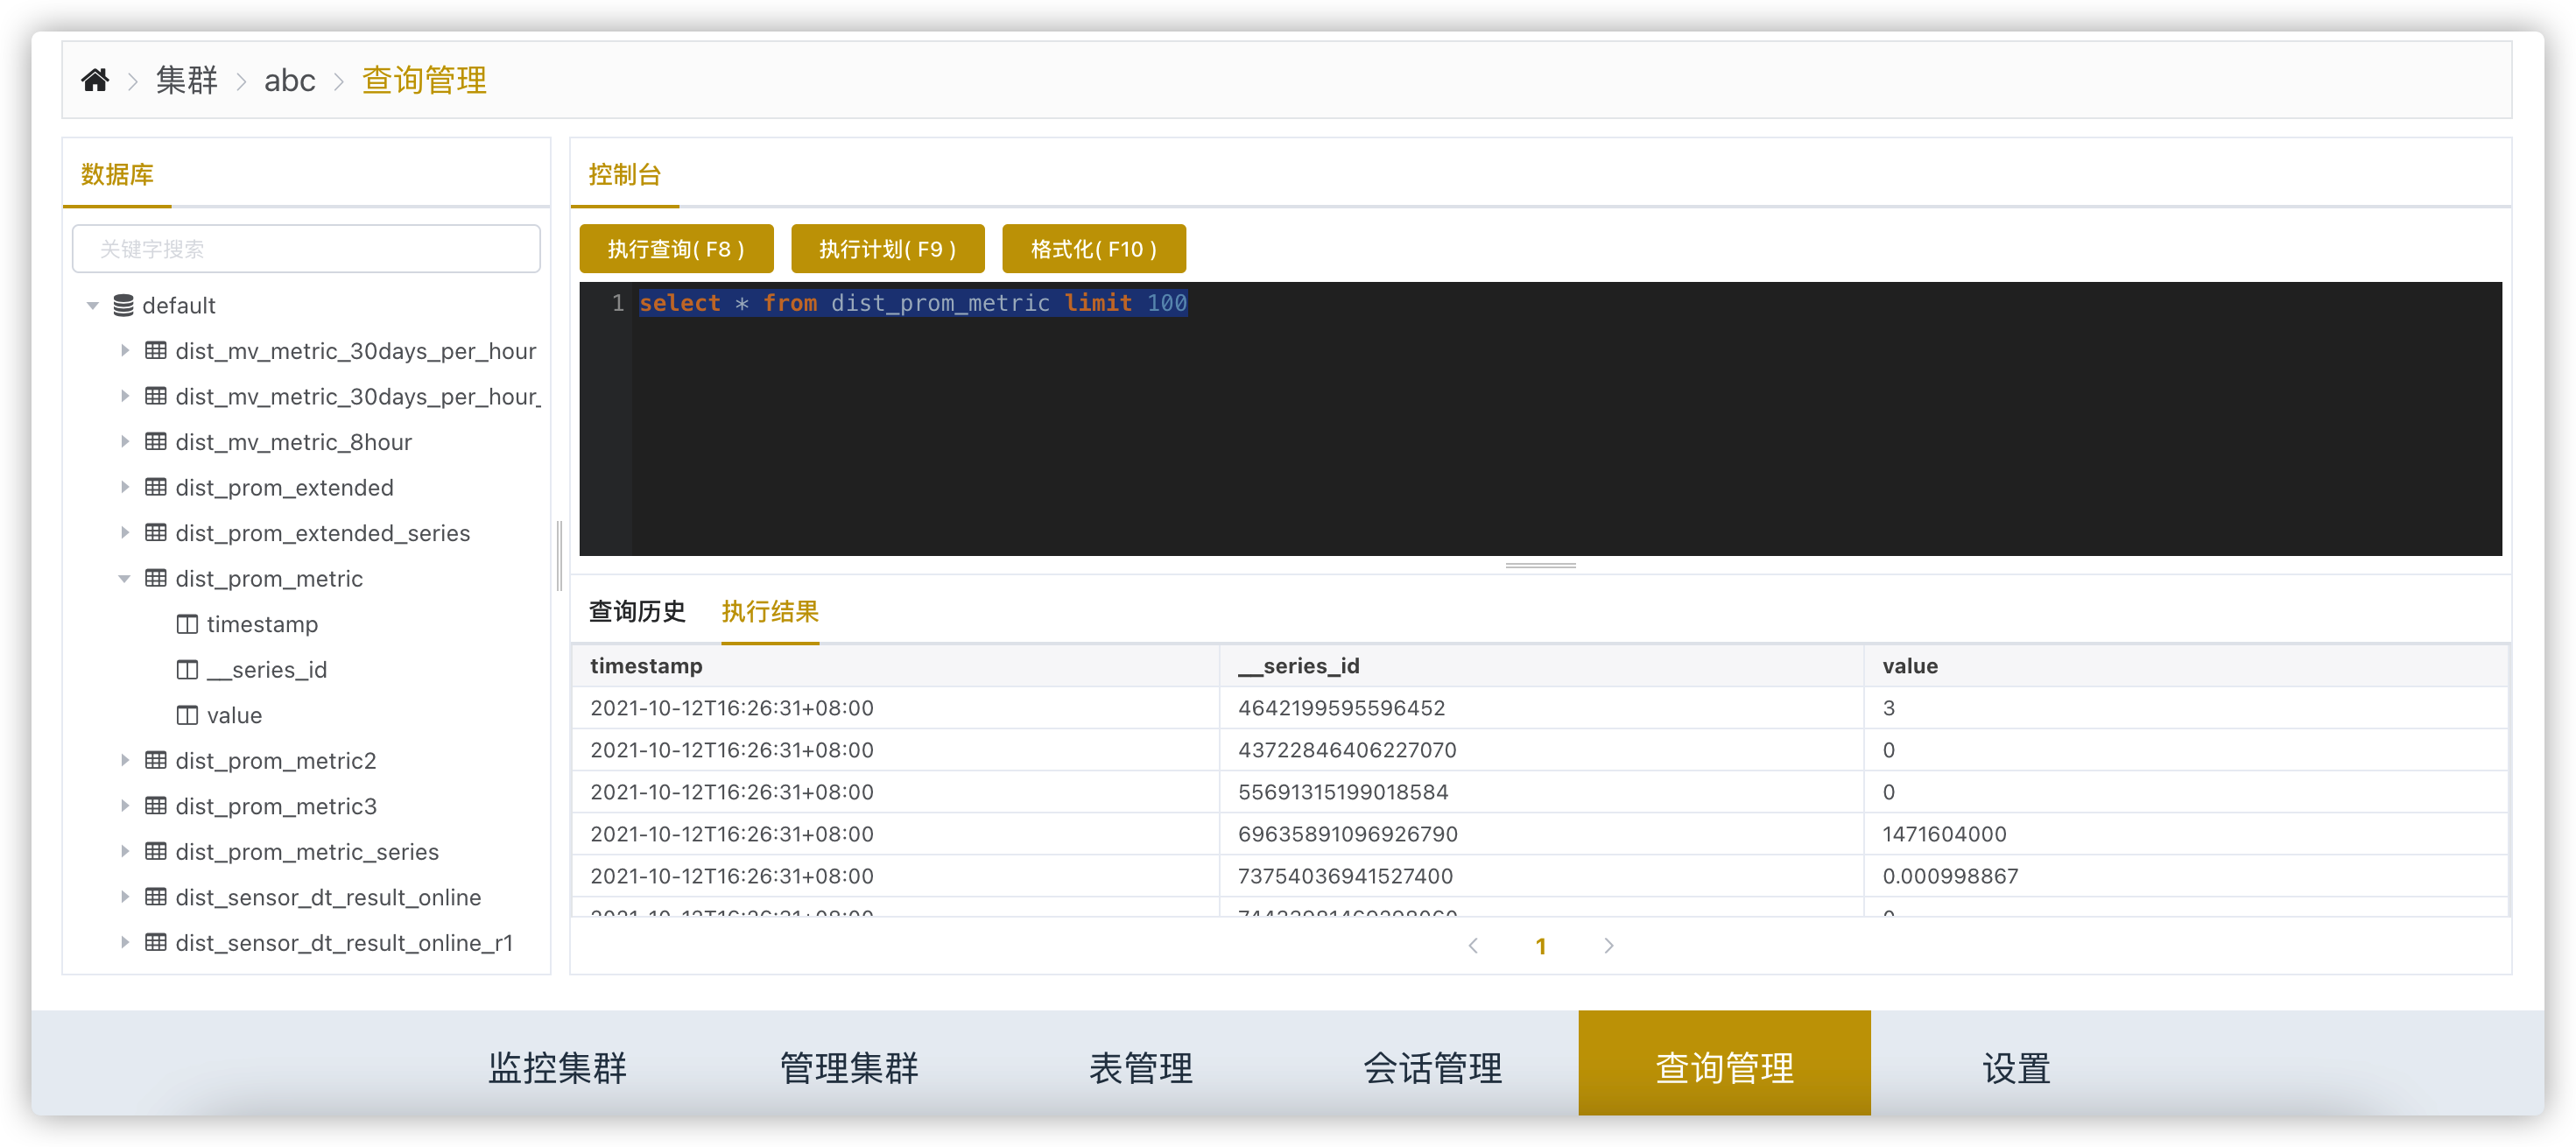 集群 abc 查询管理
数据库
关键字搜索
default
dist_mv_metric_30days_per_hour
dist_mv_metric_30days_per_hour_
dist_mv_metric_8hour
dist_prom_extended
dist_prom_extended_series
dist_prom_metric
timestamp
__series_id
value
dist_prom_metric2
dist_prom_metric3
dist_prom_metric_series
dist_sensor_dt_result_online
dist_sensor_dt_result_online_r1
控制台
执行查询( F8 ) 执行计划( F9 ) 格式化( F10 )
1 select * from dist_prom_metric limit 100
查询历史 执行结果
timestamp __series_id value
2021-10-12T16:26:31+08:00 4642199595596452 3
2021-10-12T16:26:31+08:00 43722846406227070 0
2021-10-12T16:26:31+08:00 55691315199018584 0
2021-10-12T16:26:31+08:00 69635891096926790 1471604000
2021-10-12T16:26:31+08:00 73754036941527400 0.000998867
1
监控集群 管理集群 表管理 会话管理 查询管理 设置